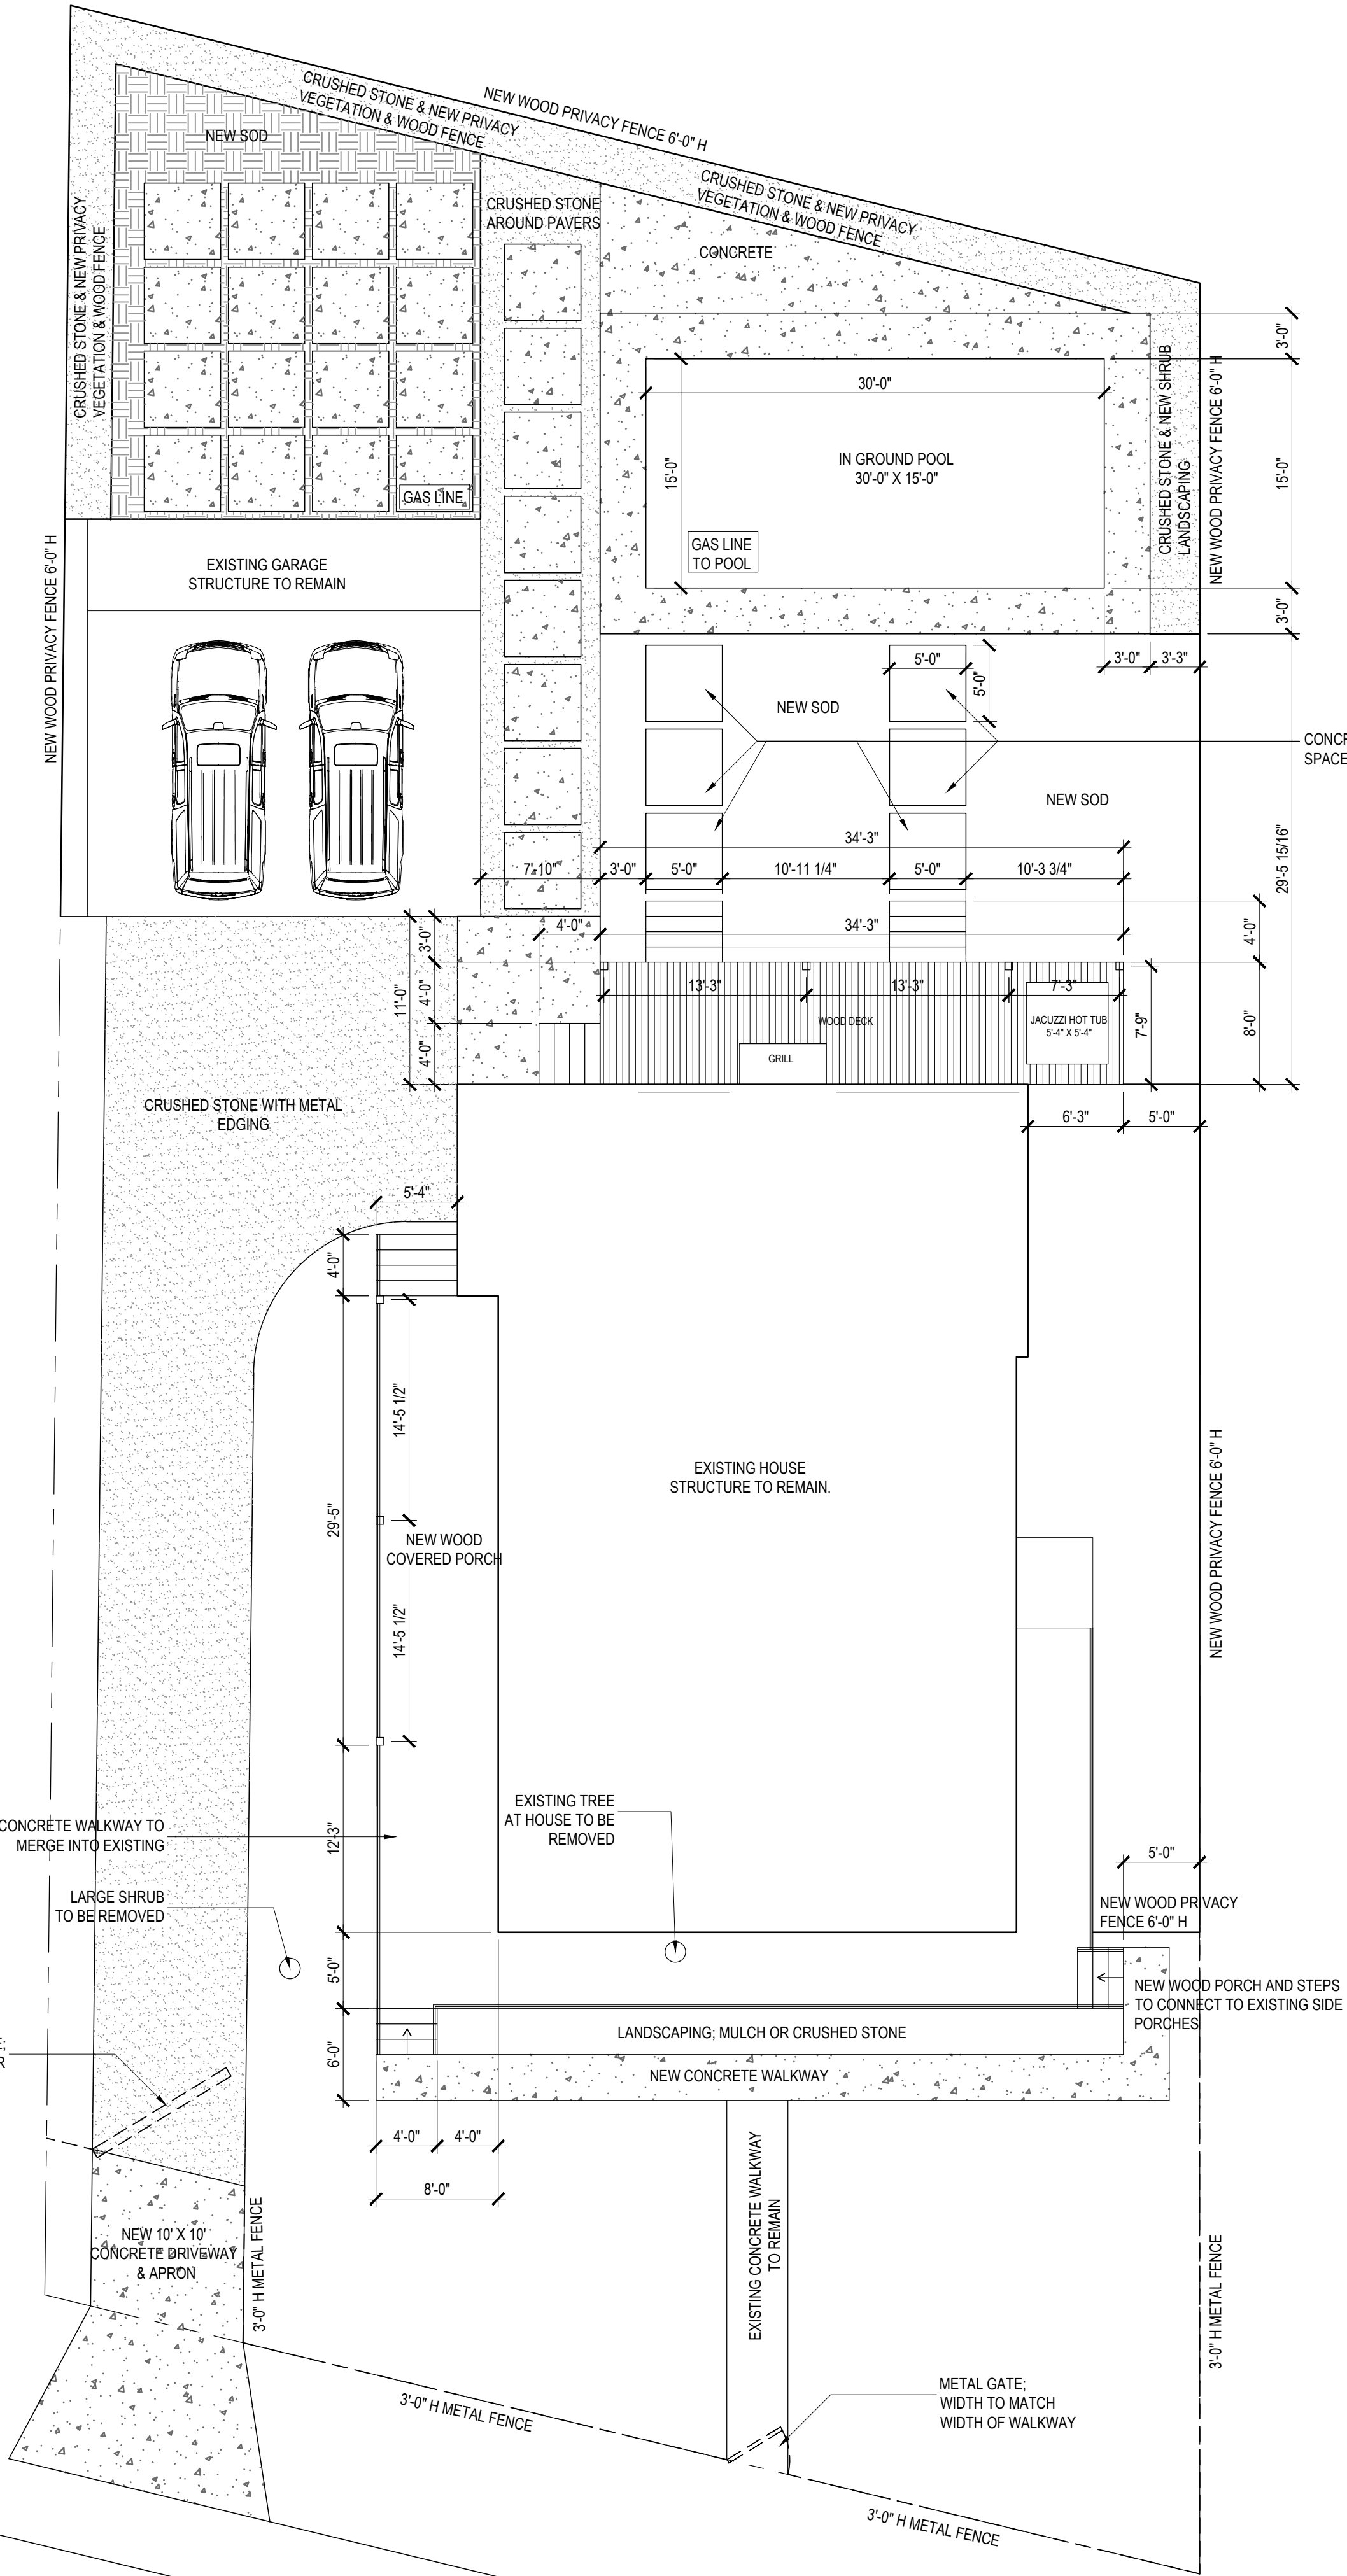 NEW WOOD PRIVACY FENCE 6'-0" H
CRUSHED STONE & NEW PRIVACY
VEGETATION & WOOD FENCE
NEW SOD
CRUSHED STONE & NEW PRIVACY
VEGETATION & WOOD FENCE
CRUSHED STONE
AROUND PAVERS
CRUSHED STONE & NEW PRIVACY
VEGETATION & WOOD FENCE
CONCRETE
3'-0"
30'-0"
15'-0"
IN GROUND POOL
30'-0" X 15'-0"
CRUSHED STONE & NEW SHRUB
LANDSCAPING
NEW WOOD PRIVACY FENCE 6'-0" H
15'-0"
GAS LINE
GAS LINE
TO POOL
NEW WOOD PRIVACY FENCE 6'-0" H
EXISTING GARAGE
STRUCTURE TO REMAIN
3'-0"
3'-0"
3'-3"
5'-0"
5'-0"
NEW SOD
NEW SOD
29'-5 15/16"
34'-3"
7'-10"
3'-0"
5'-0"
10'-11 1/4"
5'-0"
10'-3 3/4"
4'-0"
34'-3"
4'-0"
3'-0"
11'-0"
4'-0"
4'-0"
13'-3"
13'-3"
7'-3"
WOOD DECK
JACUZZI HOT TUB
5'-4" X 5'-4"
GRILL
7'-9"
8'-0"
CRUSHED STONE WITH METAL
EDGING
6'-3"
5'-0"
5'-4"
4'-0"
14'-5 1/2"
29'-5"
EXISTING HOUSE
STRUCTURE TO REMAIN.
NEW WOOD
COVERED PORCH
14'-5 1/2"
NEW WOOD PRIVACY FENCE 6'-0" H
CONCRETE WALKWAY TO
MERGE INTO EXISTING
12'-3"
EXISTING TREE
AT HOUSE TO BE
REMOVED
5'-0"
LARGE SHRUB
TO BE REMOVED
NEW WOOD PRIVACY
FENCE 6'-0" H
5'-0"
NEW WOOD PORCH AND STEPS
TO CONNECT TO EXISTING SIDE
PORCHES
LANDSCAPING; MULCH OR CRUSHED STONE
6'-0"
NEW CONCRETE WALKWAY
4'-0"
4'-0"
8'-0"
EXISTING CONCRETE WALKWAY
TO REMAIN
NEW 10' X 10'
CONCRETE DRIVEWAY
& APRON
3'-0" H METAL FENCE
3'-0" H METAL FENCE
3'-0" H METAL FENCE
METAL GATE;
WIDTH TO MATCH
WIDTH OF WALKWAY
3'-0" H METAL FENCE